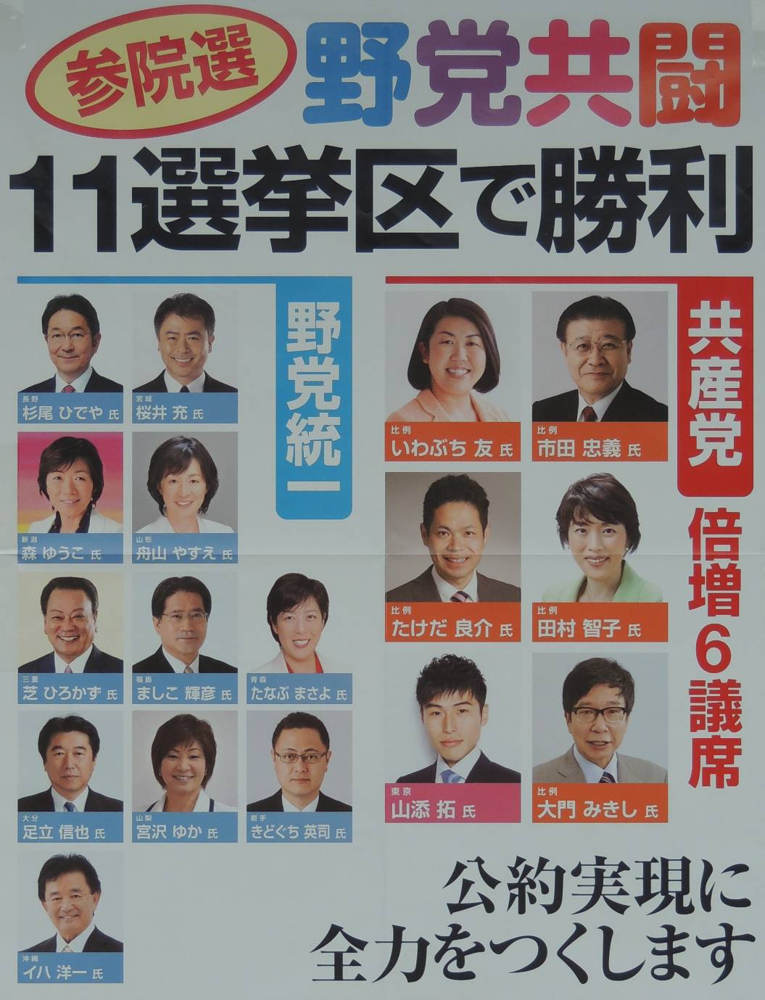 参院選 野党共闘
11選挙区で勝利
野党統一
長野
杉尾 ひでや 氏
宮城
桜井 充 氏
新潟
森 ゆうこ 氏
山形
舟山 やすえ 氏
三重
芝 ひろかず 氏
福島
ましこ 輝彦 氏
青森
たなぶ まさよ 氏
大分
足立 信也 氏
山梨
宮沢 ゆか 氏
岩手
きどぐち 英司 氏
沖縄
イハ 洋一 氏
共産党
倍増6議席
比例
いわぶち 友 氏
比例
市田 忠義 氏
比例
たけだ 良介 氏
比例
田村 智子 氏
東京
山添 拓 氏
比例
大門 みきし 氏
公約実現に
全力をつくします